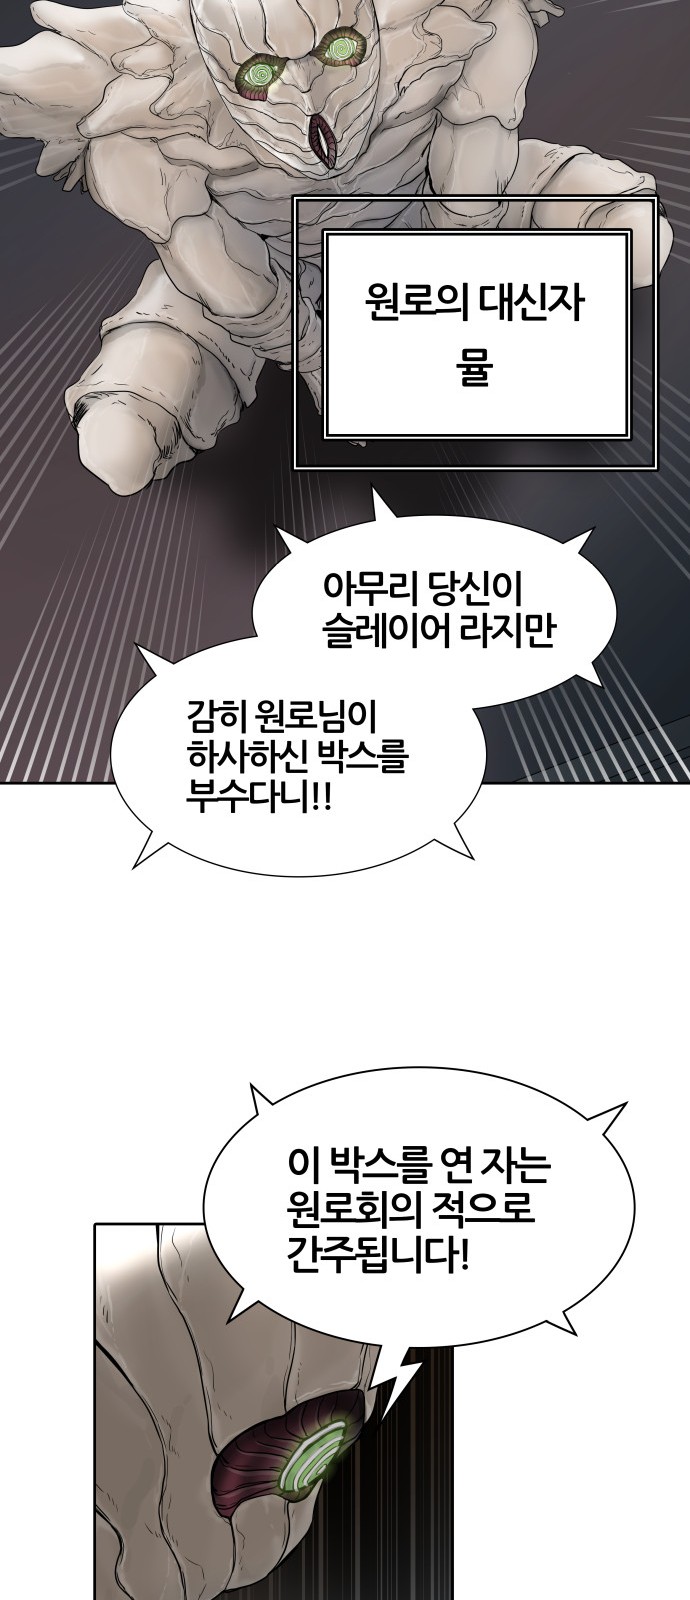 원로의 대신자
뮬
아무리 당신이
슬레이어 라지만
감히 원로님이
하사하신 박스를
부수다니!!
이 박스를 연 자는
원로회의 적으로
간주됩니다!